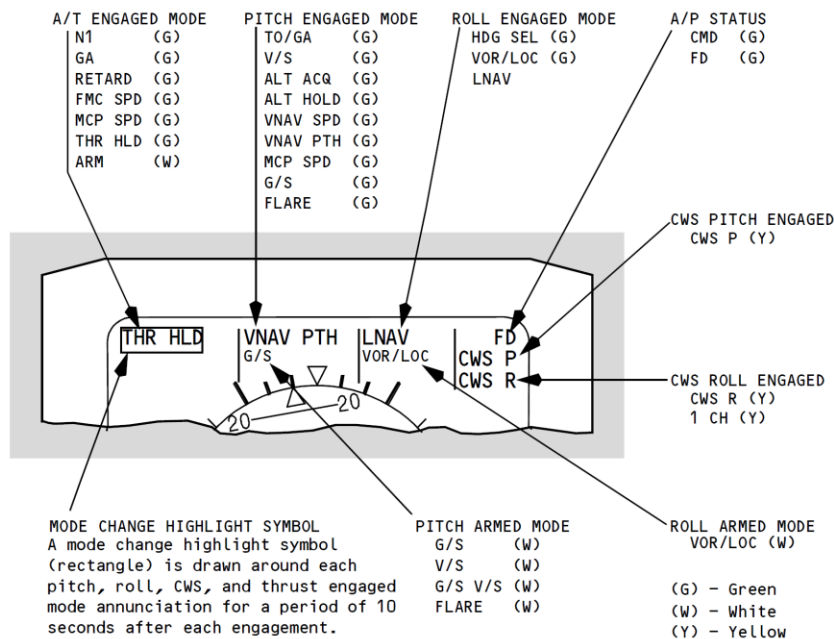 A/T ENGAGED MODE
N1 (G)
GA (G)
RETARD (G)
FMC SPD (G)
MCP SPD (G)
THR HLD (G)
ARM (W)
PITCH ENGAGED MODE
TO/GA (G)
V/S (G)
ALT ACQ (G)
ALT HOLD (G)
VNAV SPD (G)
VNAV PTH (G)
MCP SPD (G)
G/S (G)
FLARE (G)
ROLL ENGAGED MODE
HDG SEL (G)
VOR/LOC (G)
LNAV
A/P STATUS
CMD (G)
FD (G)
CWS PITCH ENGAGED
CWS P (Y)
THR HLD
VNAV PTH
G/S
LNAV
VOR/LOC
FD
CWS P
CWS R
20
20
CWS ROLL ENGAGED
CWS R (Y)
1 CH (Y)
MODE CHANGE HIGHLIGHT SYMBOL
A mode change highlight symbol
(rectangle) is drawn around each
pitch, roll, CWS, and thrust engaged
mode annunciation for a period of 10
seconds after each engagement.
PITCH ARMED MODE
G/S (W)
V/S (W)
G/S V/S (W)
FLARE (W)
ROLL ARMED MODE
VOR/LOC (W)
(G) – Green
(W) – White
(Y) – Yellow